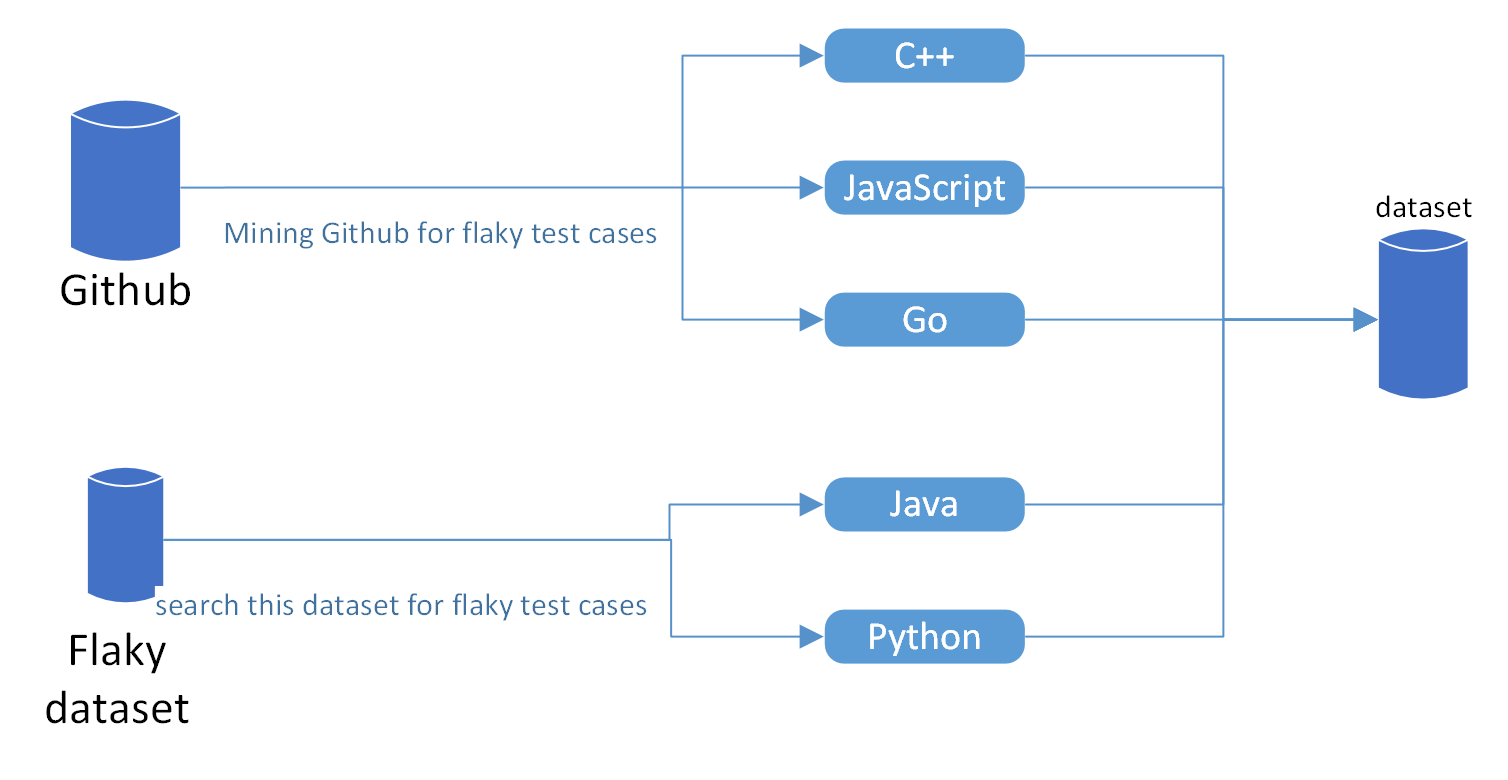 C++
JavaScript
dataset
Mining Github for flaky test cases
Github
Go
Java
search this dataset for flaky test cases
Python
Flaky
dataset